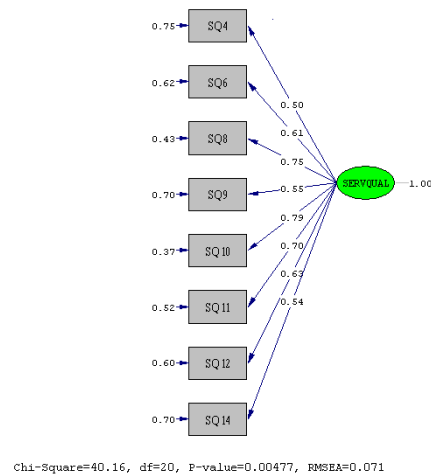 0.75 SQ4
0.50
0.62 SQ6
0.61
0.43 SQ8
0.75
SERVQUAL 1.00
0.70 SQ9
0.55
0.79
0.37 SQ10
0.70
0.63
0.52 SQ11
0.54
0.60 SQ12
0.70 SQ14
Chi-Square=40.16, df=20, P-value=0.00477, RMSEA=0.071